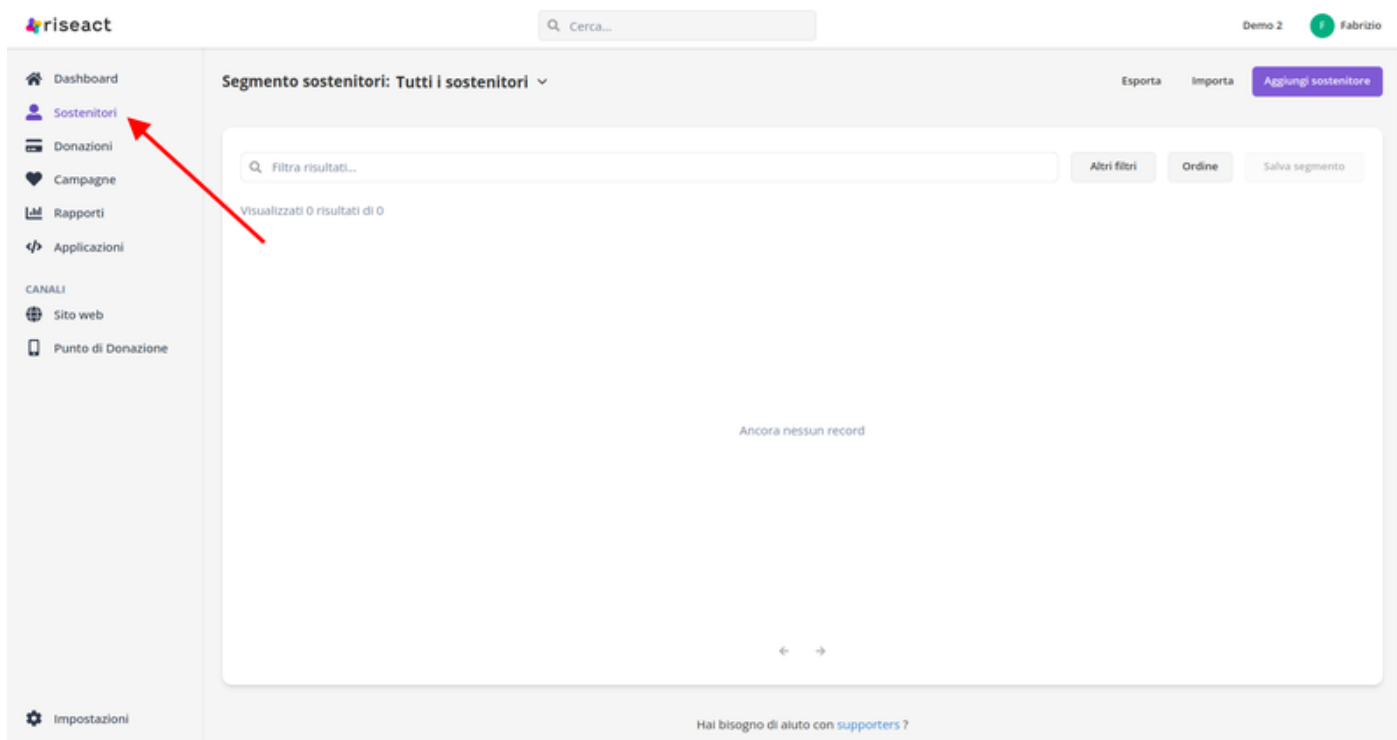 riseact
Cerca...
Demo 2
F
Fabrizio
Dashboard
Sostenitori
Donazioni
Campagne
Rapporti
Applicazioni
CANALI
Sito web
Punto di Donazione
Impostazioni
Segmento sostenitori: Tutti i sostenitori
Esporta
Importa
Aggiungi sostenitore
Filtra risultati...
Altri filtri
Ordine
Salva segmento
Visualizzati 0 risultati di 0
Ancora nessun record
Hai bisogno di aiuto con supporters ?